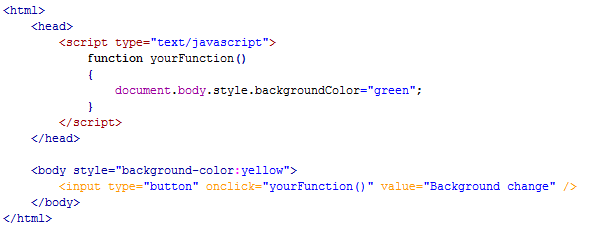 <html>
<head>
<script type="text/javascript">
function yourFunction()
{
document.body.style.backgroundColor="green";
}
</script>
</head>
<body style="background-color:yellow">
<input type="button" onclick="yourFunction()" value="Background change" />
</body>
</html>